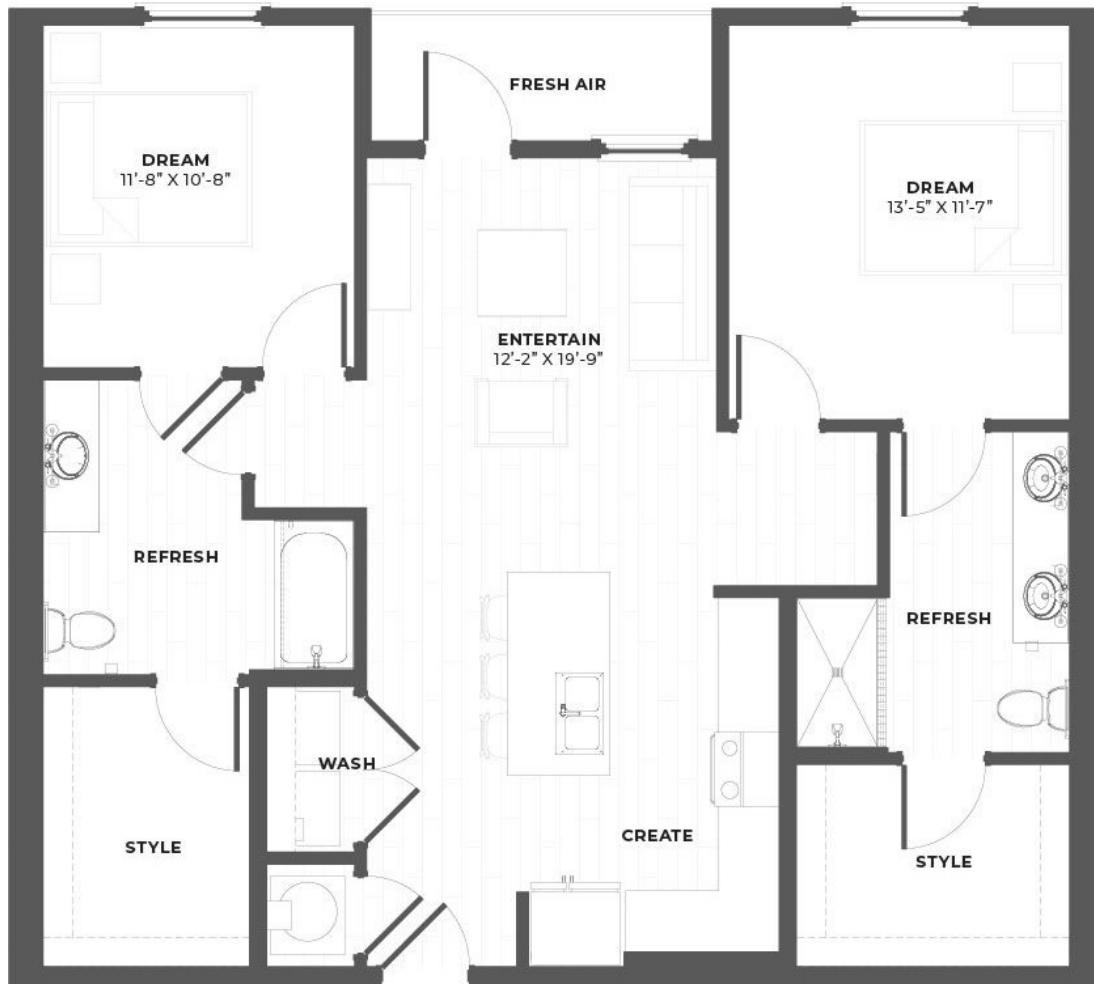 FRESH AIR
DREAM
11’-8” X 10’-8”
DREAM
13’-5” X 11’-7”
ENTERTAIN
12’-2” X 19’-9”
REFRESH
REFRESH
WASH
CREATE
STYLE
STYLE